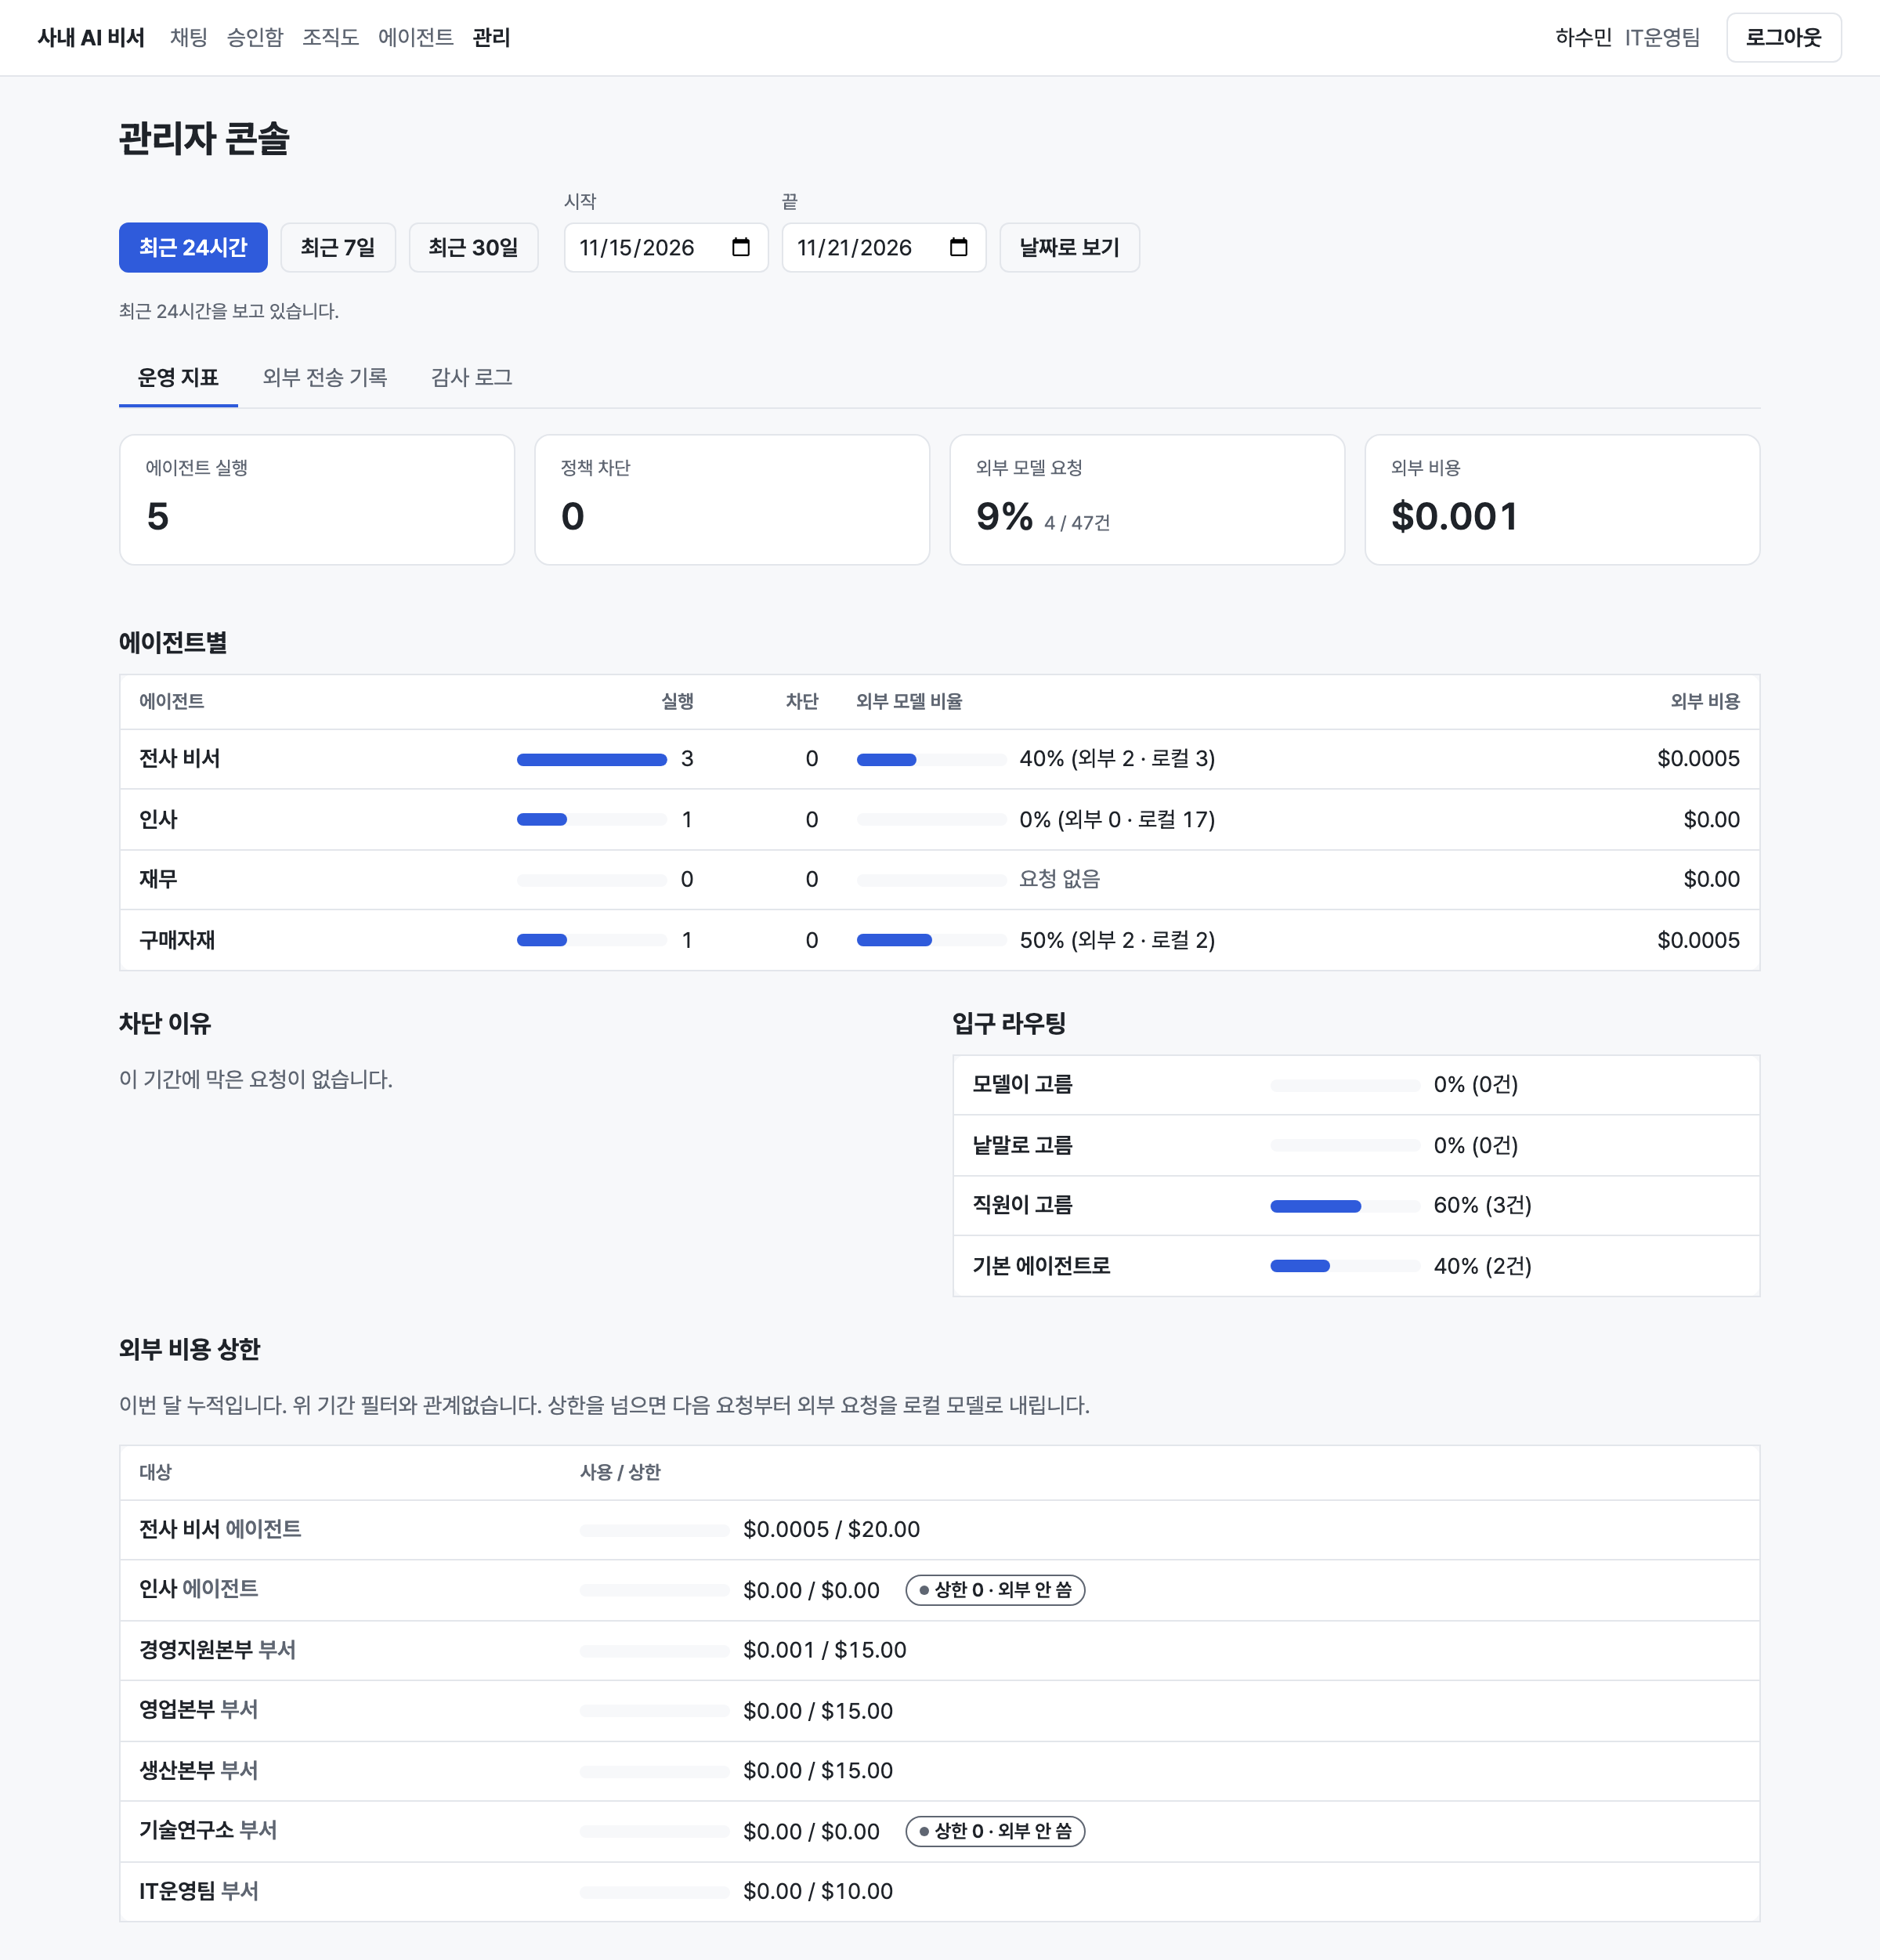 사내 AI 비서 채팅 승인함 조직도 에이전트 관리 하수민 IT운영팀 로그아웃
관리자 콘솔
시작 끝
최근 24시간 최근 7일 최근 30일 11/15/2026 11/21/2026 날짜로 보기
최근 24시간을 보고 있습니다.
운영 지표 외부 전송 기록 감사 로그
에이전트 실행 정책 차단 외부 모델 요청 외부 비용
5 0 9% 4 / 47건 $0.001
에이전트별
에이전트 실행 차단 외부 모델 비율 외부 비용
전사 비서 3 0 40% (외부 2 · 로컬 3) $0.0005
인사 1 0 0% (외부 0 · 로컬 17) $0.00
재무 0 0 요청 없음 $0.00
구매자재 1 0 50% (외부 2 · 로컬 2) $0.0005
차단 이유
이 기간에 막은 요청이 없습니다.
입구 라우팅
모델이 고름 0% (0건)
낱말로 고름 0% (0건)
직원이 고름 60% (3건)
기본 에이전트로 40% (2건)
외부 비용 상한
이번 달 누적입니다. 위 기간 필터와 관계없습니다. 상한을 넘으면 다음 요청부터 외부 요청을 로컬 모델로 내립니다.
대상 사용 / 상한
전사 비서 에이전트 $0.0005 / $20.00
인사 에이전트 $0.00 / $0.00 상한 0 · 외부 안 씀
경영지원본부 부서 $0.001 / $15.00
영업본부 부서 $0.00 / $15.00
생산본부 부서 $0.00 / $15.00
기술연구소 부서 $0.00 / $0.00 상한 0 · 외부 안 씀
IT운영팀 부서 $0.00 / $10.00